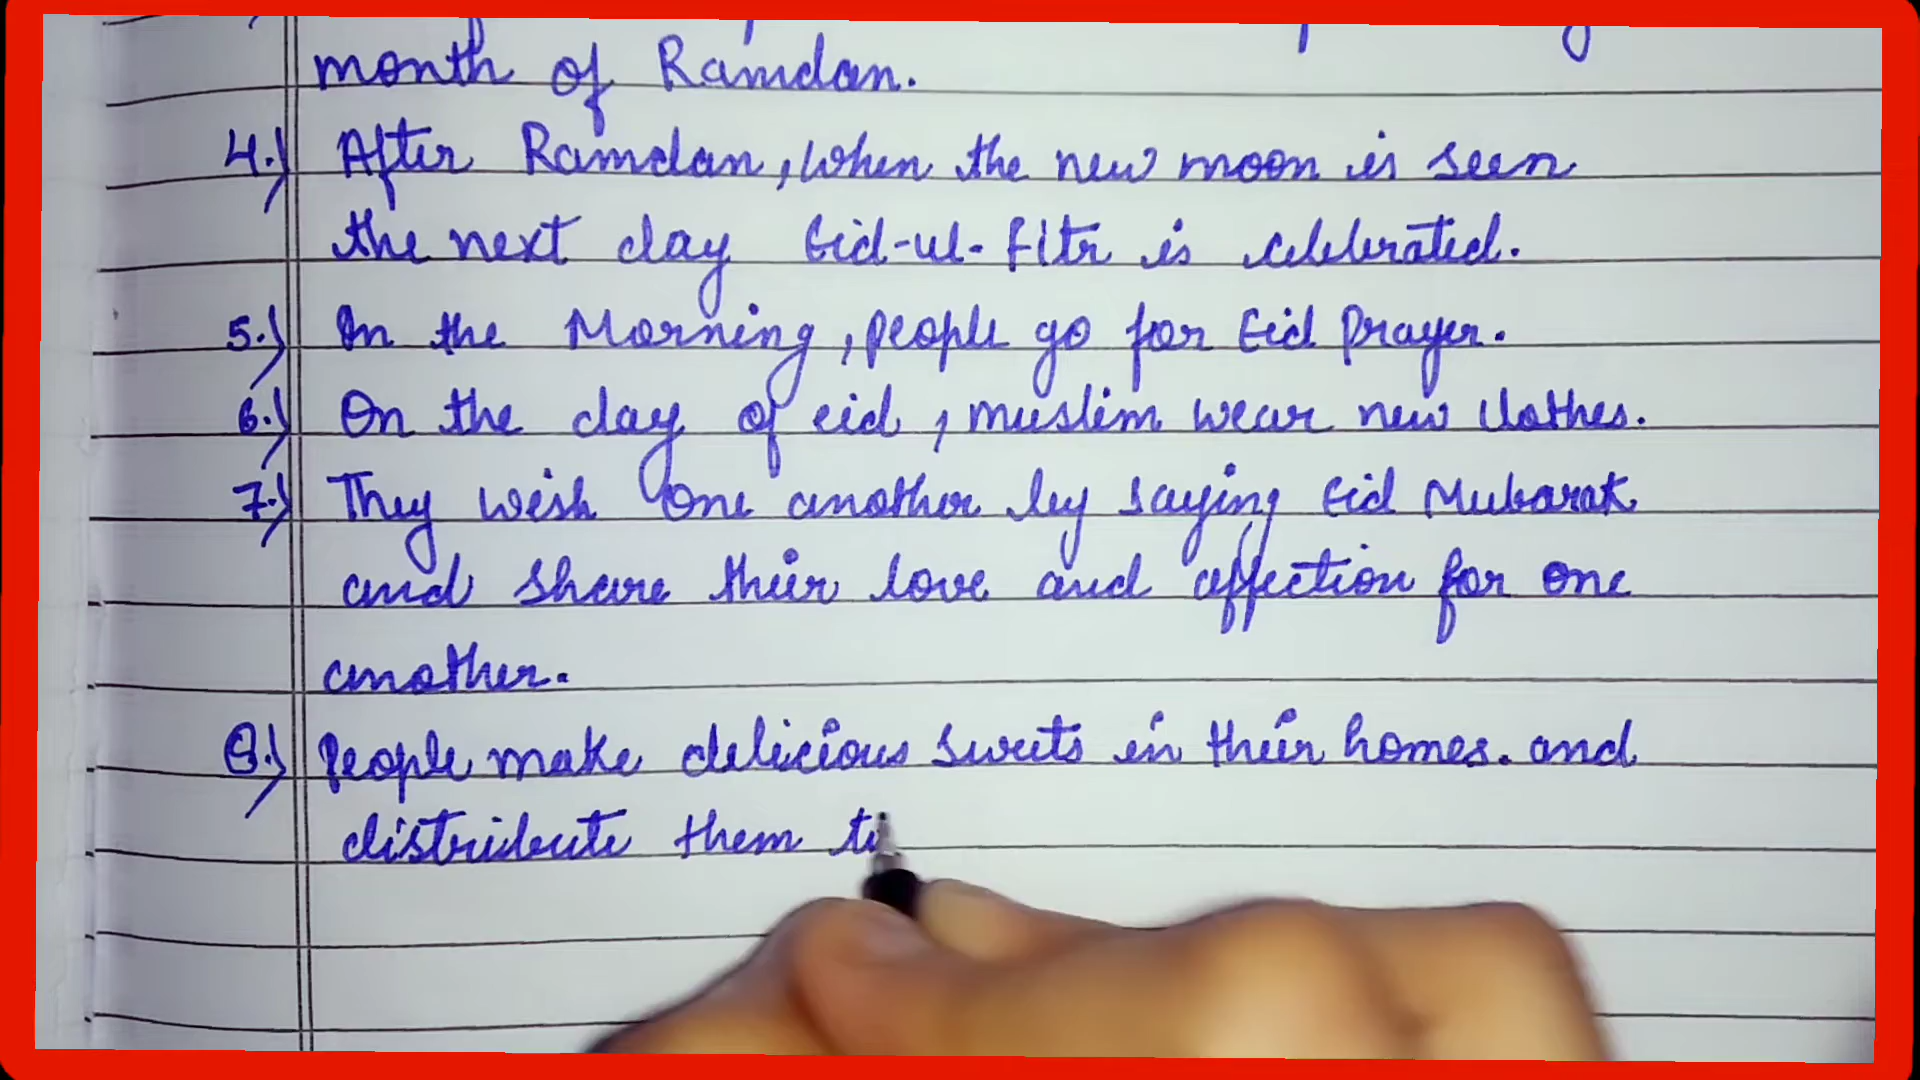 month of Ramdan.
4.) After Ramdan, when the new moon is seen
the next day Eid-ul-Fitr is celebrated.
5.) In the Morning, people go for Eid Prayer.
6.) On the day of eid, muslim wear new clothes.
7.) They wish one another by saying Eid Mubarak
and share their love and affection for one
another.
8.) People make delicious sweets in their homes. and
distribute them to